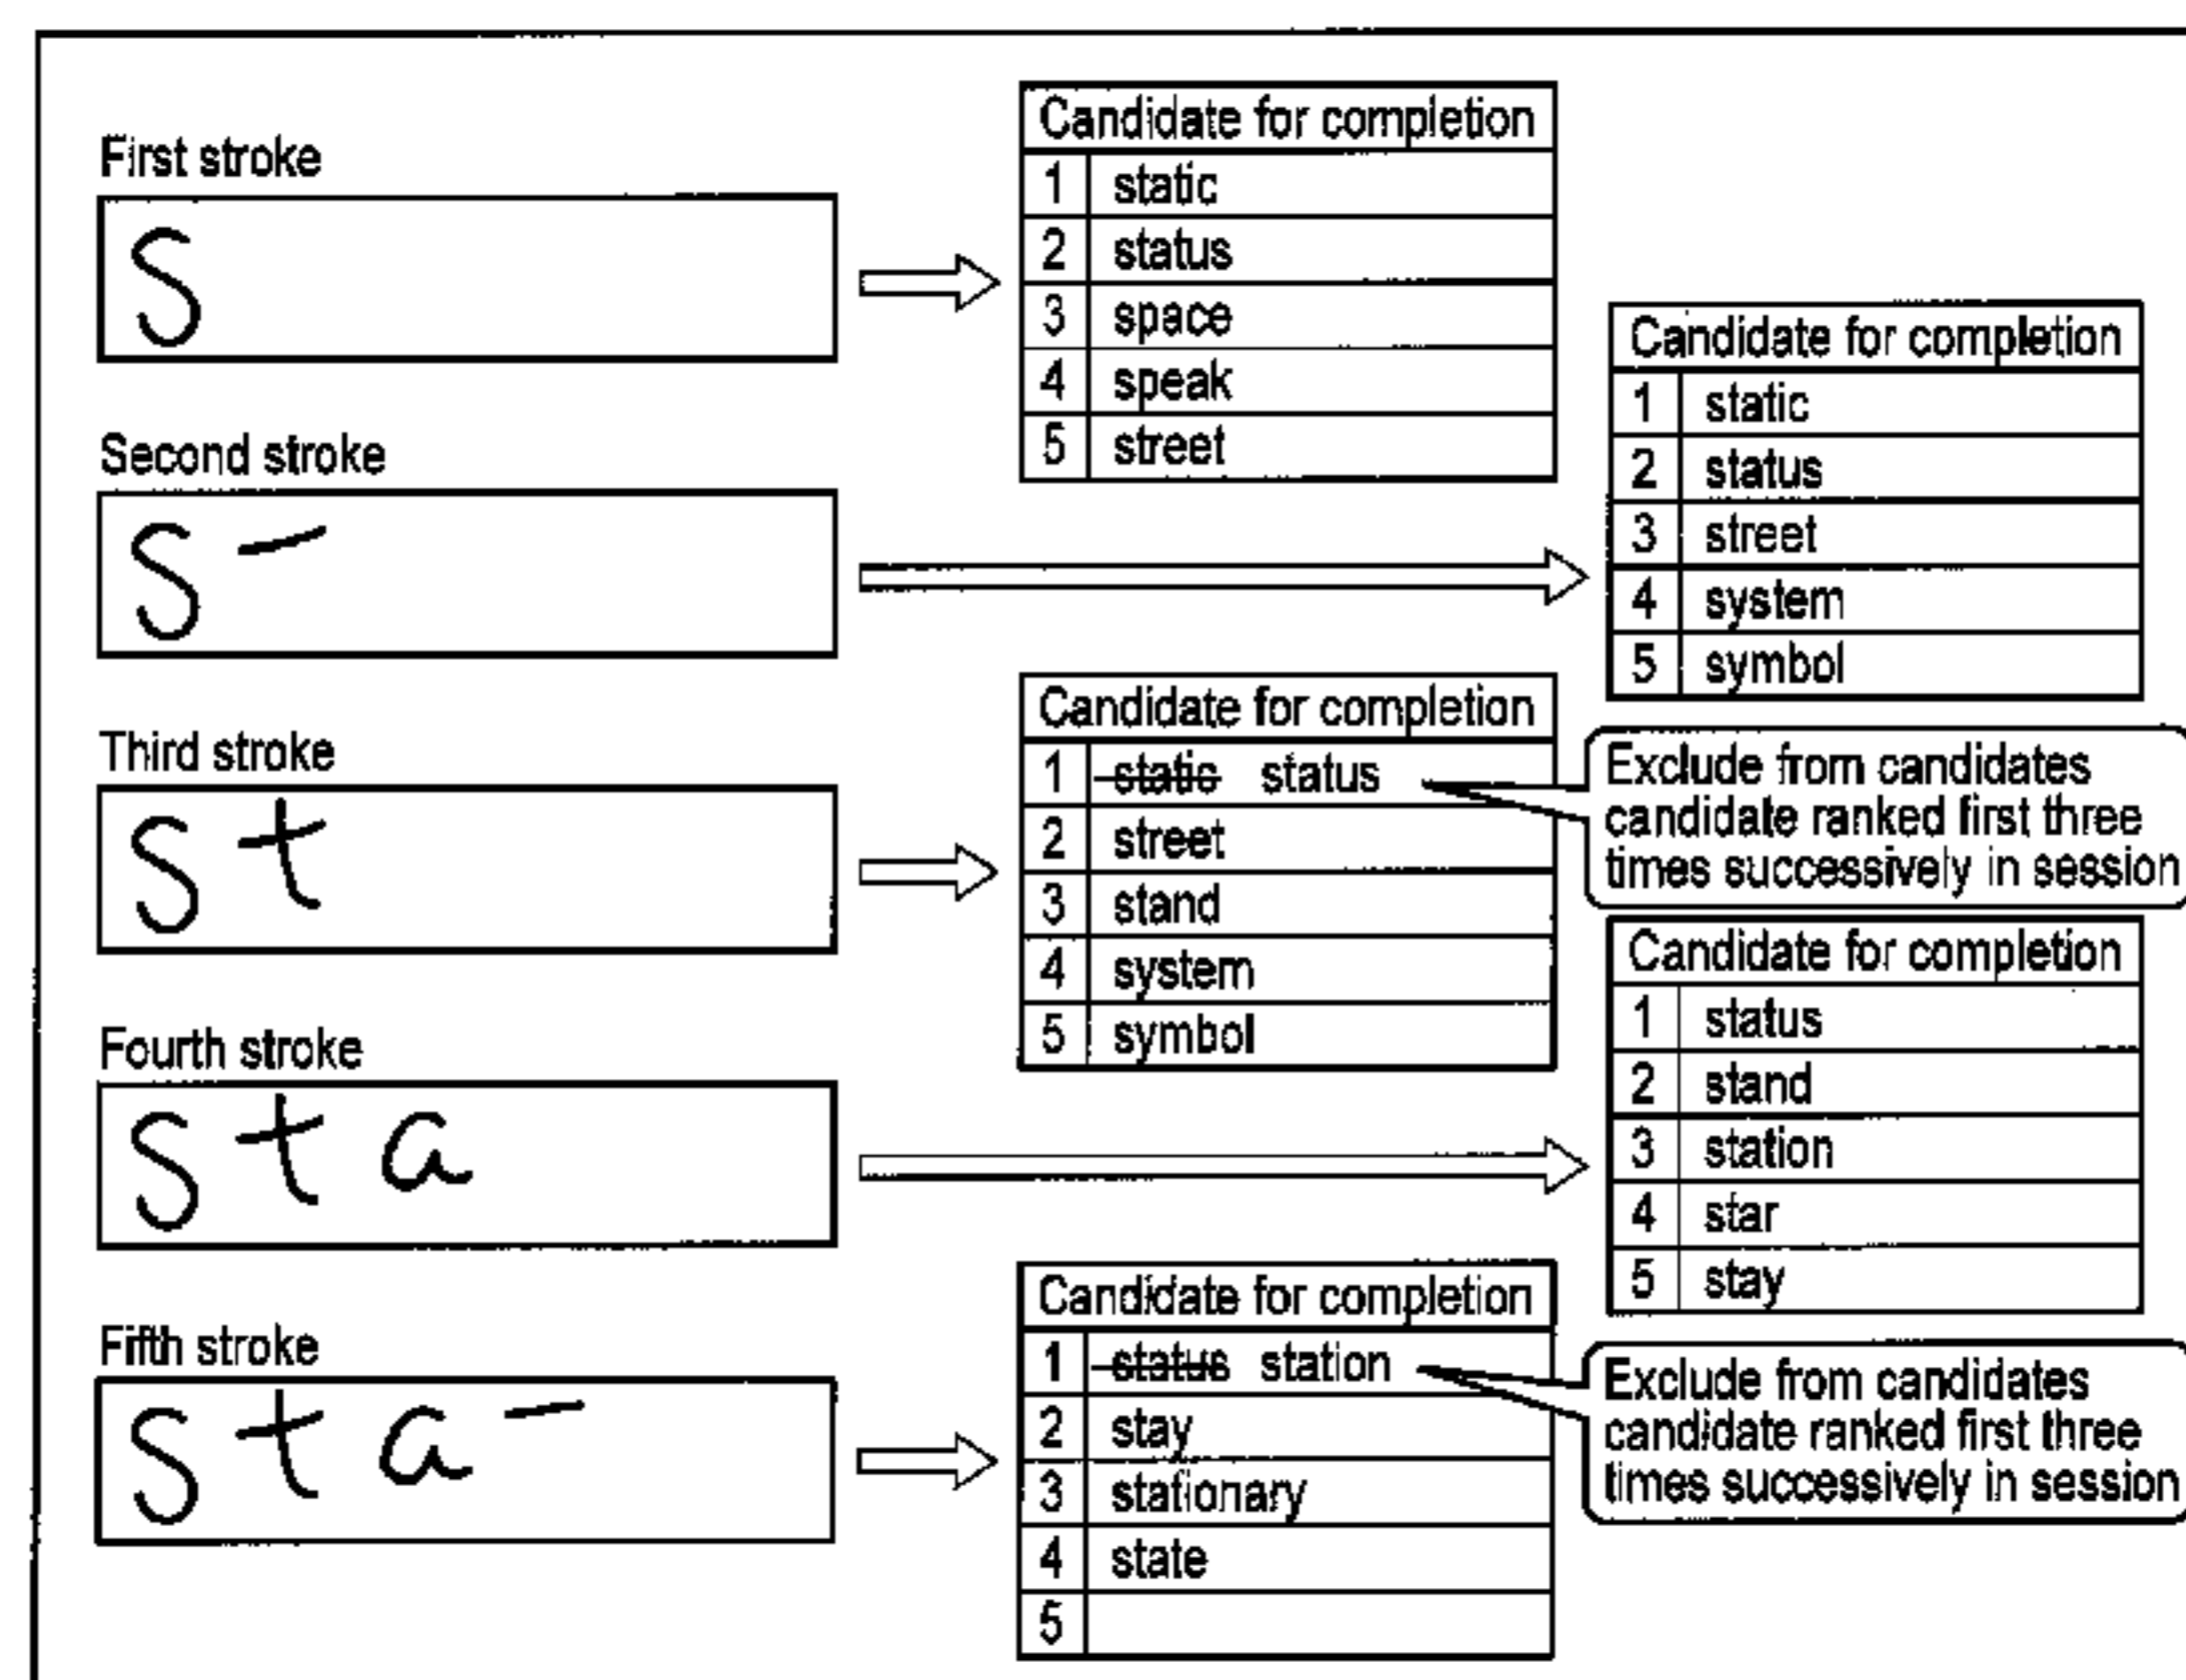 First stroke
S
Candidate for completion
1 static
2 status
3 space
4 speak
5 street
Second stroke
S -
Candidate for completion
1 static
2 status
3 street
4 system
5 symbol
Third stroke
St
Candidate for completion
1 static status
2 street
3 stand
4 system
5 symbol
Exclude from candidates
candidate ranked first three
times successively in session
Fourth stroke
Sta
Candidate for completion
1 status
2 stand
3 station
4 star
5 stay
Fifth stroke
Sta-
Candidate for completion
1 status station
2 stay
3 stationary
4 state
5
Exclude from candidates
candidate ranked first three
times successively in session